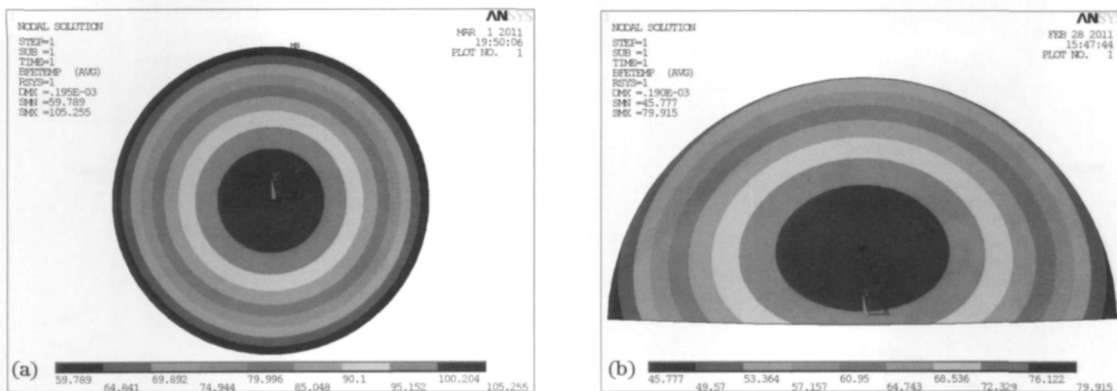 ANSYS
NODAL SOLUTION
STEP=1
SUB =1
TIME=1
BFETEMP (AVG)
RSYS=1
DMX =.195E-03
SMN =59.789
SMX =105.255
MAR 1 2011
19:50:06
PLOT NO. 1
MN
(a)
59.789 64.841 69.892 74.944 79.996 85.048 90.1 95.152 100.204 105.255
ANSYS
NODAL SOLUTION
STEP=1
SUB =1
TIME=1
BFETEMP (AVG)
RSYS=1
DMX =.190E-03
SMN =45.777
SMX =79.915
FEB 28 2011
15:47:44
PLOT NO. 1
(b)
45.777 49.57 53.364 57.157 60.95 64.743 68.536 72.329 76.122 79.915